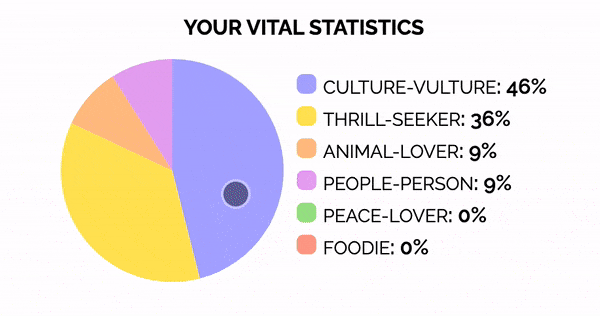 YOUR VITAL STATISTICS
CULTURE-VULTURE: 46%
THRILL-SEEKER: 36%
ANIMAL-LOVER: 9%
PEOPLE-PERSON: 9%
PEACE-LOVER: 0%
FOODIE: 0%